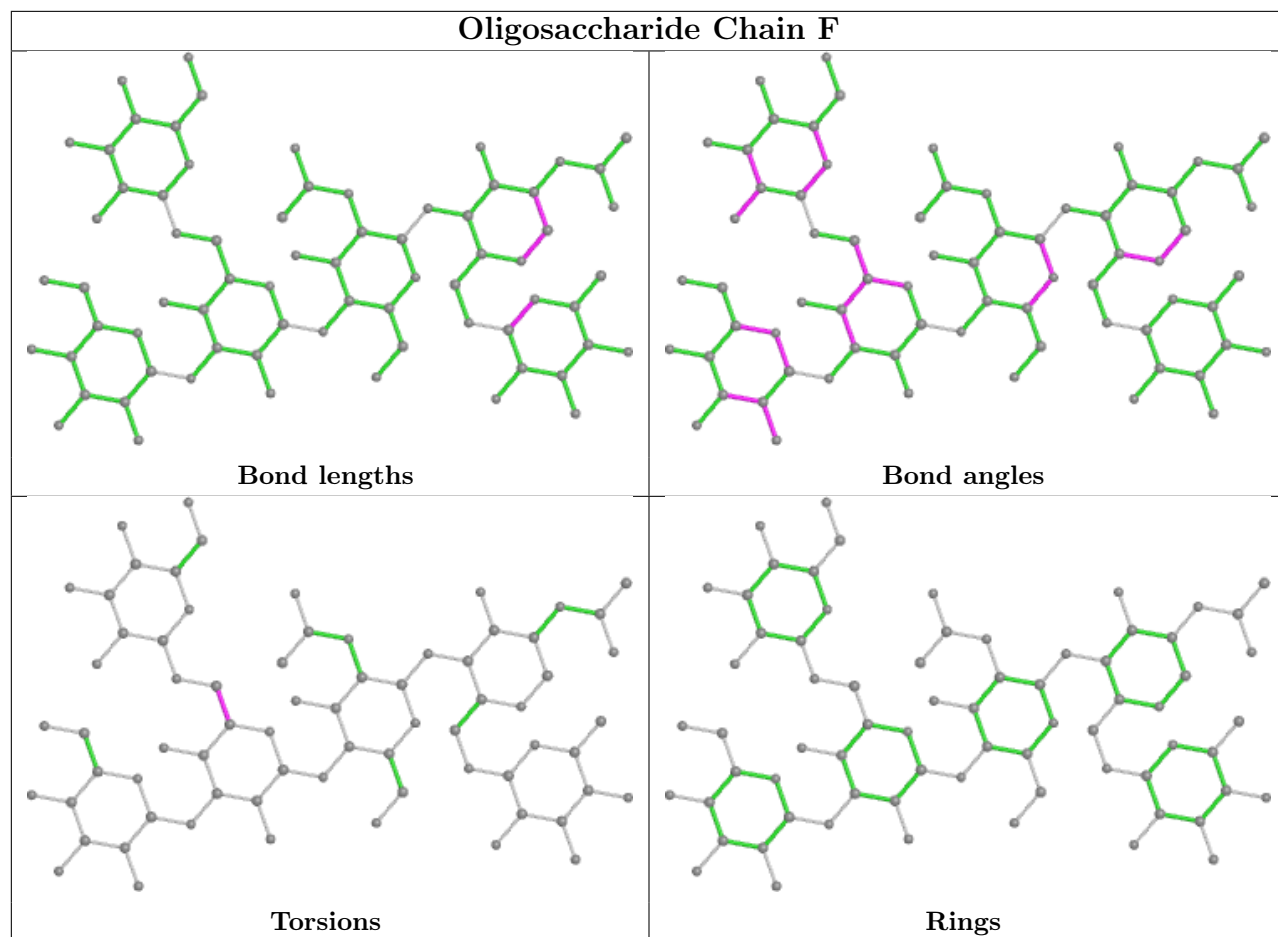 Oligosaccharide Chain F
Bond lengths
Bond angles
Torsions
Rings